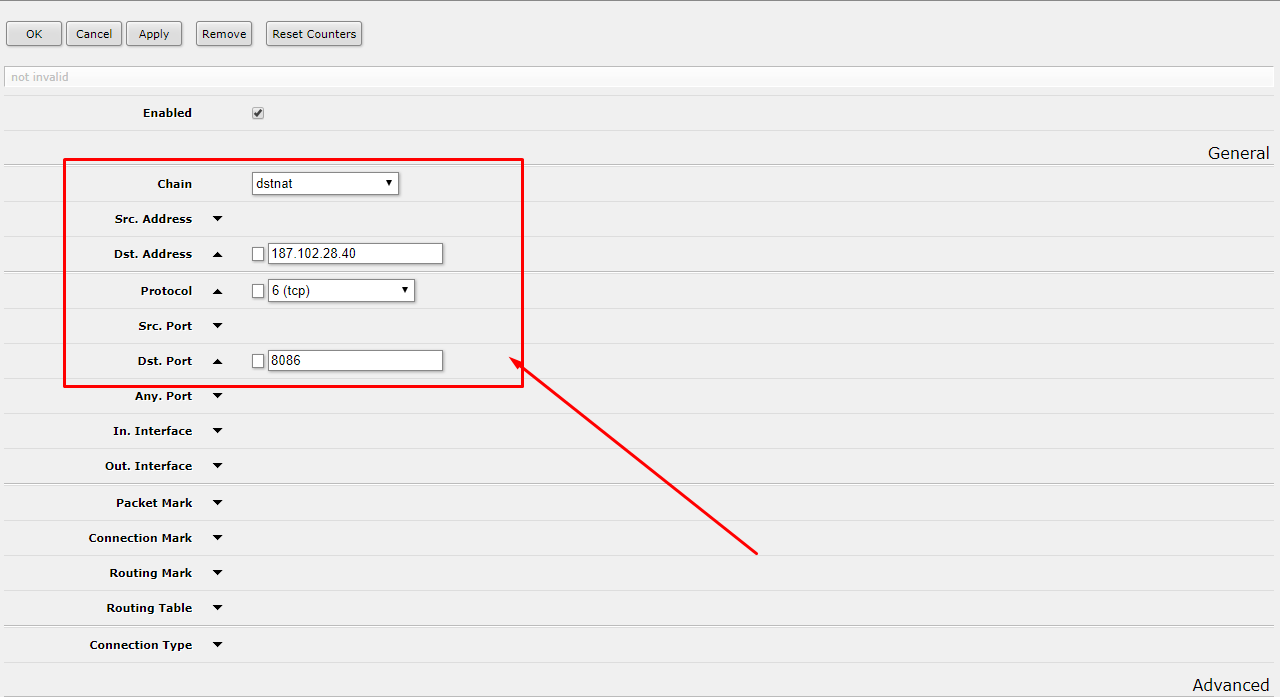 OK Cancel Apply Remove Reset Counters
not invalid
Enabled
General
Chain dstnat
Src. Address
Dst. Address 187.102.28.40
Protocol 6 (tcp)
Src. Port
Dst. Port 8086
Any. Port
In. Interface
Out. Interface
Packet Mark
Connection Mark
Routing Mark
Routing Table
Connection Type
Advanced